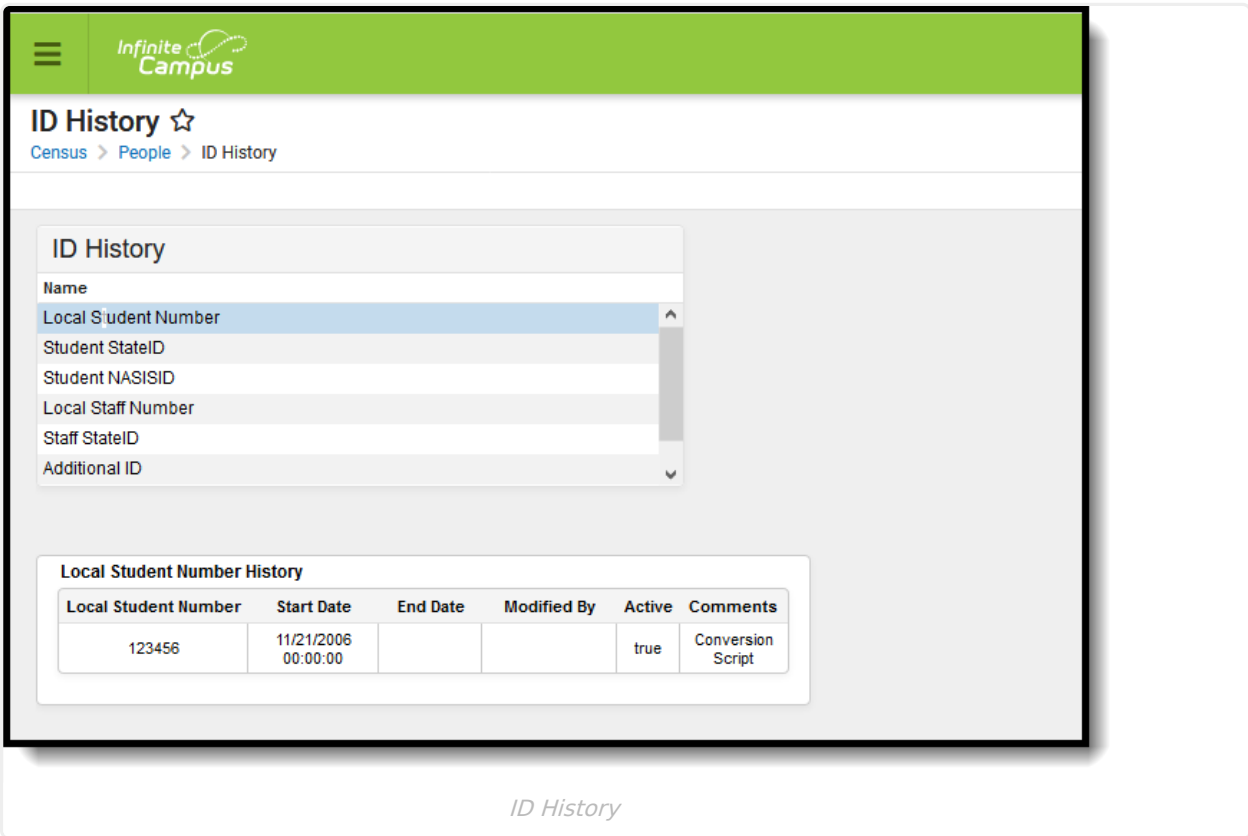 Infinite
Campus
ID History
Census > People > ID History
ID History
Name
Local Student Number
Student StateID
Student NASISID
Local Staff Number
Staff StateID
Additional ID
Local Student Number History
Local Student Number Start Date End Date Modified By Active Comments
123456 11/21/2006 00:00:00 true Conversion Script
ID History